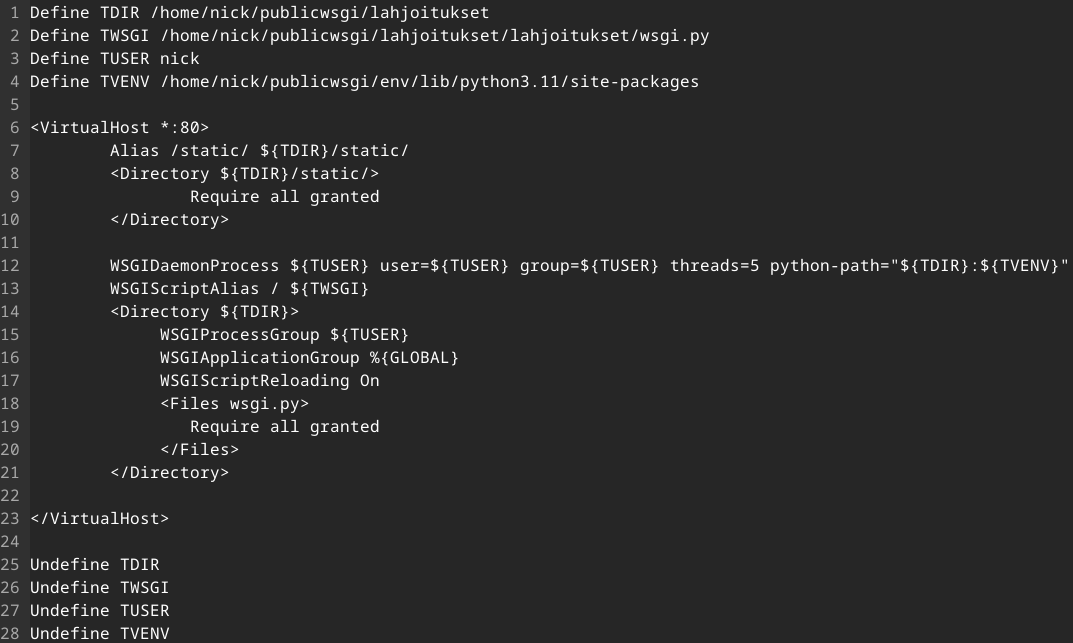 1 Define TDIR /home/nick/publicwsgi/lahjoitukset
2 Define TWSGI /home/nick/publicwsgi/lahjoitukset/lahjoitukset/wsgi.py
3 Define TUSER nick
4 Define TVENV /home/nick/publicwsgi/env/lib/python3.11/site-packages
5
6 <VirtualHost *:80>
7         Alias /static/ ${TDIR}/static/
8         <Directory ${TDIR}/static/>
9                 Require all granted
10         </Directory>
11
12         WSGIDaemonProcess ${TUSER} user=${TUSER} group=${TUSER} threads=5 python-path="${TDIR}:${TVENV}"
13         WSGIScriptAlias / ${TWSGI}
14         <Directory ${TDIR}>
15              WSGIProcessGroup ${TUSER}
16              WSGIApplicationGroup %{GLOBAL}
17              WSGIScriptReloading On
18              <Files wsgi.py>
19                 Require all granted
20              </Files>
21         </Directory>
22
23 </VirtualHost>
24
25 Undefine TDIR
26 Undefine TWSGI
27 Undefine TUSER
28 Undefine TVENV